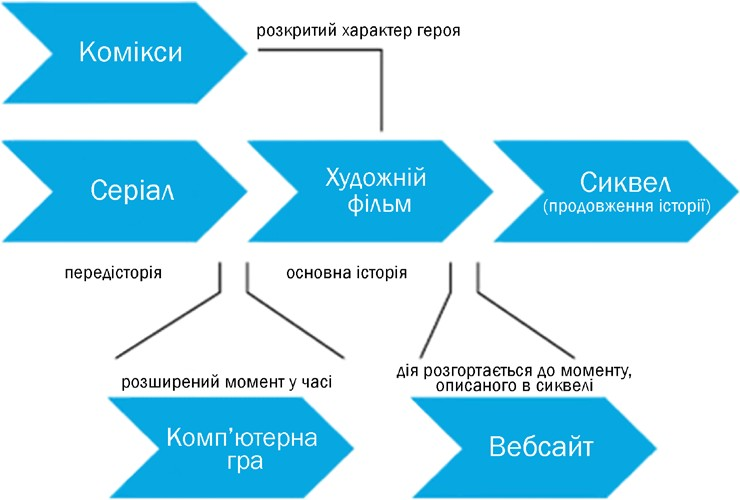 Комікси
розкритий характер героя
Серіал
Художній
фільм
Сиквел
(продовження історії)
передісторія
основна історія
розширений момент у часі
дія розгортається до моменту,
описаного в сиквелі
Комп’ютерна
гра
Вебсайт